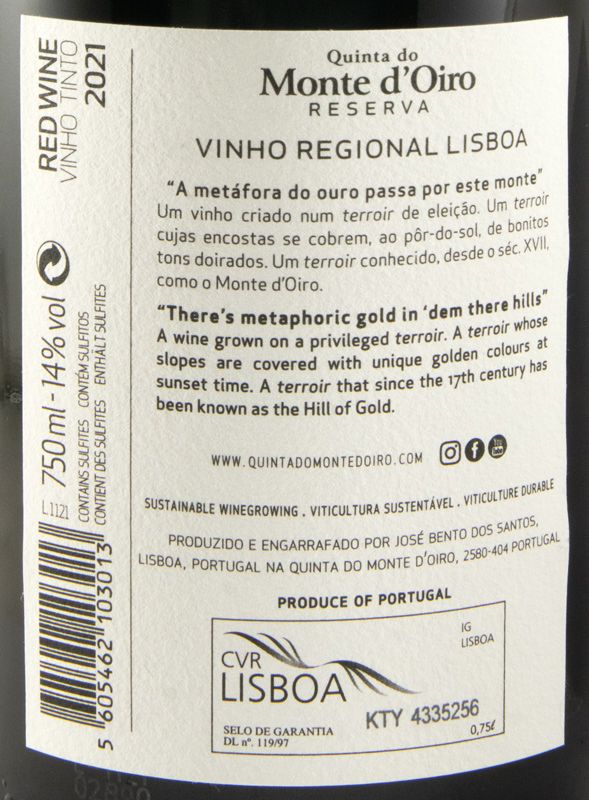 RED WINE
VINHO TINTO
2021
750 ml - 14% vol
CONTAINS SULFITES CONTÉM SULFITOS
CONTIENT DES SULFITES ENTHÄLT SULFITES
L1121
5 605462 103013
Quinta do
Monte d'Oiro
RESERVA
VINHO REGIONAL LISBOA
"A metáfora do ouro passa por este monte"
Um vinho criado num terroir de eleição. Um terroir
cujas encostas se cobrem, ao pôr-do-sol, de bonitos
tons doirados. Um terroir conhecido, desde o séc. XVII,
como o Monte d'Oiro.
"There's metaphoric gold in 'dem there hills"
A wine grown on a privileged terroir. A terroir whose
slopes are covered with unique golden colours at
sunset time. A terroir that since the 17th century has
been known as the Hill of Gold.
WWW.QUINTADOMONTEDOIRO.COM
SUSTAINABLE WINEGROWING . VITICULTURA SUSTENTÁVEL . VITICULTURE DURABLE
PRODUZIDO E ENGARRAFADO POR JOSÉ BENTO DOS SANTOS,
LISBOA, PORTUGAL NA QUINTA DO MONTE D'OIRO, 2580-404 PORTUGAL
PRODUCE OF PORTUGAL
IG
LISBOA
CVR
LISBOA
KTY 4335256
SELO DE GARANTIA
DL nº. 119/97
0,75ℓ